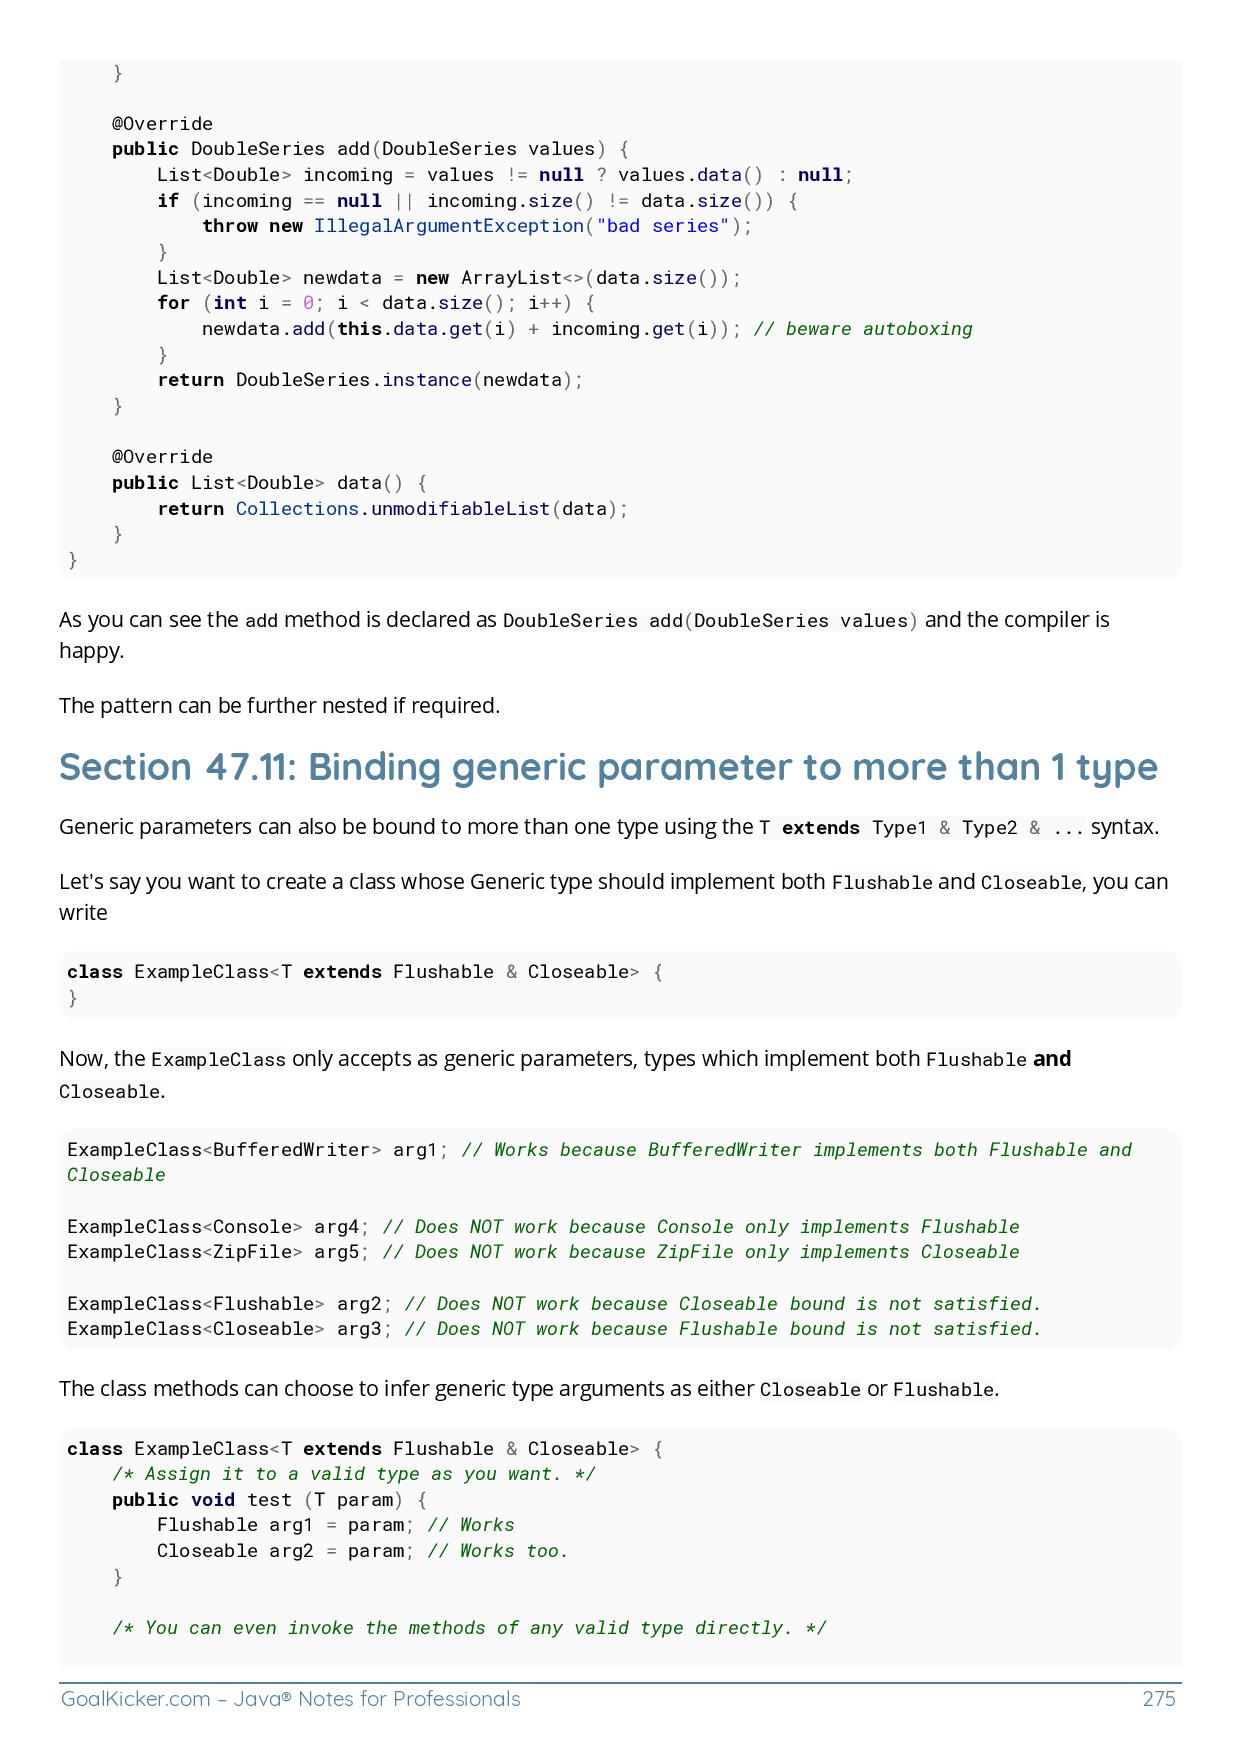 }

    @Override
    public DoubleSeries add(DoubleSeries values) {
        List<Double> incoming = values != null ? values.data() : null;
        if (incoming == null || incoming.size() != data.size()) {
            throw new IllegalArgumentException("bad series");
        }
        List<Double> newdata = new ArrayList<>(data.size());
        for (int i = 0; i < data.size(); i++) {
            newdata.add(this.data.get(i) + incoming.get(i)); // beware autoboxing
        }
        return DoubleSeries.instance(newdata);
    }

    @Override
    public List<Double> data() {
        return Collections.unmodifiableList(data);
    }
}
As you can see the add method is declared as DoubleSeries add(DoubleSeries values) and the compiler is
happy.
The pattern can be further nested if required.
Section 47.11: Binding generic parameter to more than 1 type
Generic parameters can also be bound to more than one type using the T extends Type1 & Type2 & ... syntax.
Let's say you want to create a class whose Generic type should implement both Flushable and Closeable, you can
write
class ExampleClass<T extends Flushable & Closeable> {
}
Now, the ExampleClass only accepts as generic parameters, types which implement both Flushable and
Closeable.
ExampleClass<BufferedWriter> arg1; // Works because BufferedWriter implements both Flushable and
Closeable

ExampleClass<Console> arg4; // Does NOT work because Console only implements Flushable
ExampleClass<ZipFile> arg5; // Does NOT work because ZipFile only implements Closeable

ExampleClass<Flushable> arg2; // Does NOT work because Closeable bound is not satisfied.
ExampleClass<Closeable> arg3; // Does NOT work because Flushable bound is not satisfied.
The class methods can choose to infer generic type arguments as either Closeable or Flushable.
class ExampleClass<T extends Flushable & Closeable> {
    /* Assign it to a valid type as you want. */
    public void test (T param) {
        Flushable arg1 = param; // Works
        Closeable arg2 = param; // Works too.
    }

    /* You can even invoke the methods of any valid type directly. */
GoalKicker.com – Java® Notes for Professionals
275